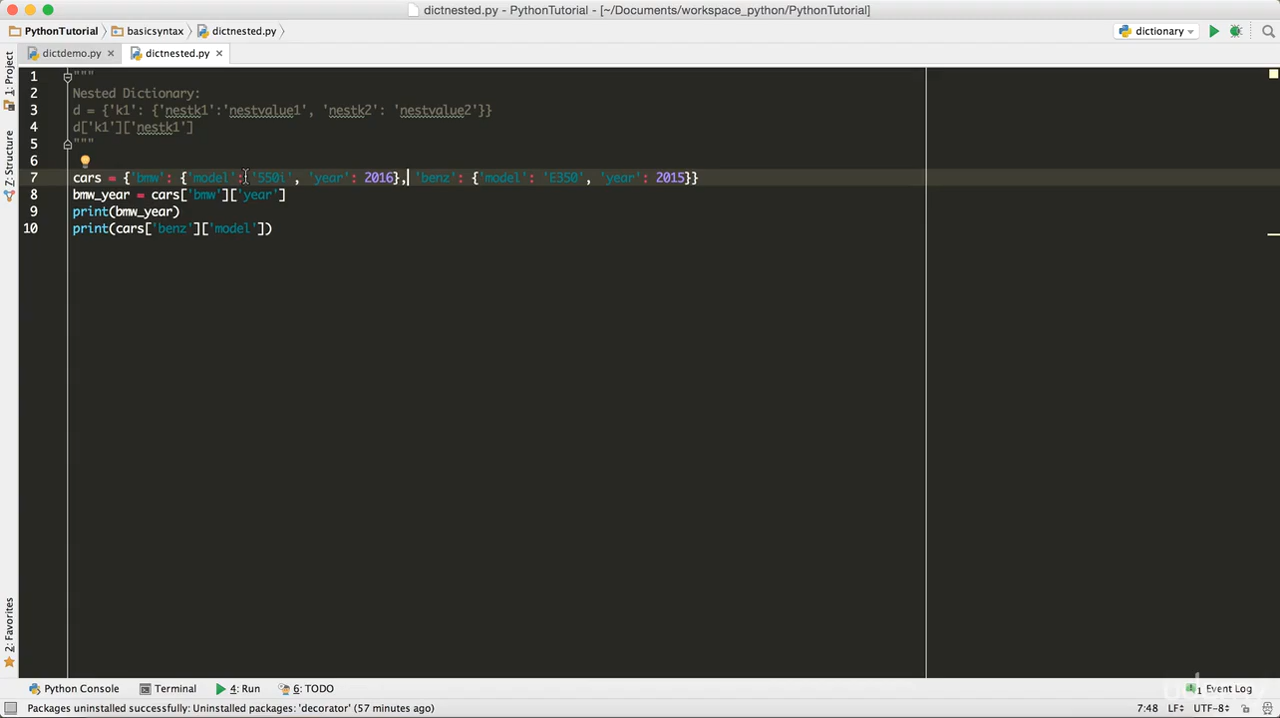 dictnested.py - PyCharm - [~/Documents/workspace_python/PythonTutorial]
PythonTutorial basicsyntax dictnested.py dictionary
dictdemo.py × dictnested.py ×
1: Project
Z: Structure
2: Favorites
1 """
2 Nested Dictionary:
3 d = {'k1': {'nestk1':'nestvalue1', 'nestk2': 'nestvalue2'}}
4 d['k1']['nestk1']
5 """
6
7 cars = {'bmw': {'model': '550i', 'year': 2016}, 'benz': {'model': 'E350', 'year': 2015}}
8 bmw_year = cars['bmw']['year']
9 print(bmw_year)
10 print(cars['benz']['model'])
Python Console Terminal 4: Run 6: TODO 1 Event Log
Packages uninstalled successfully: Uninstalled packages: 'decorator' (57 minutes ago) 7:48 LF÷ UTF-8÷